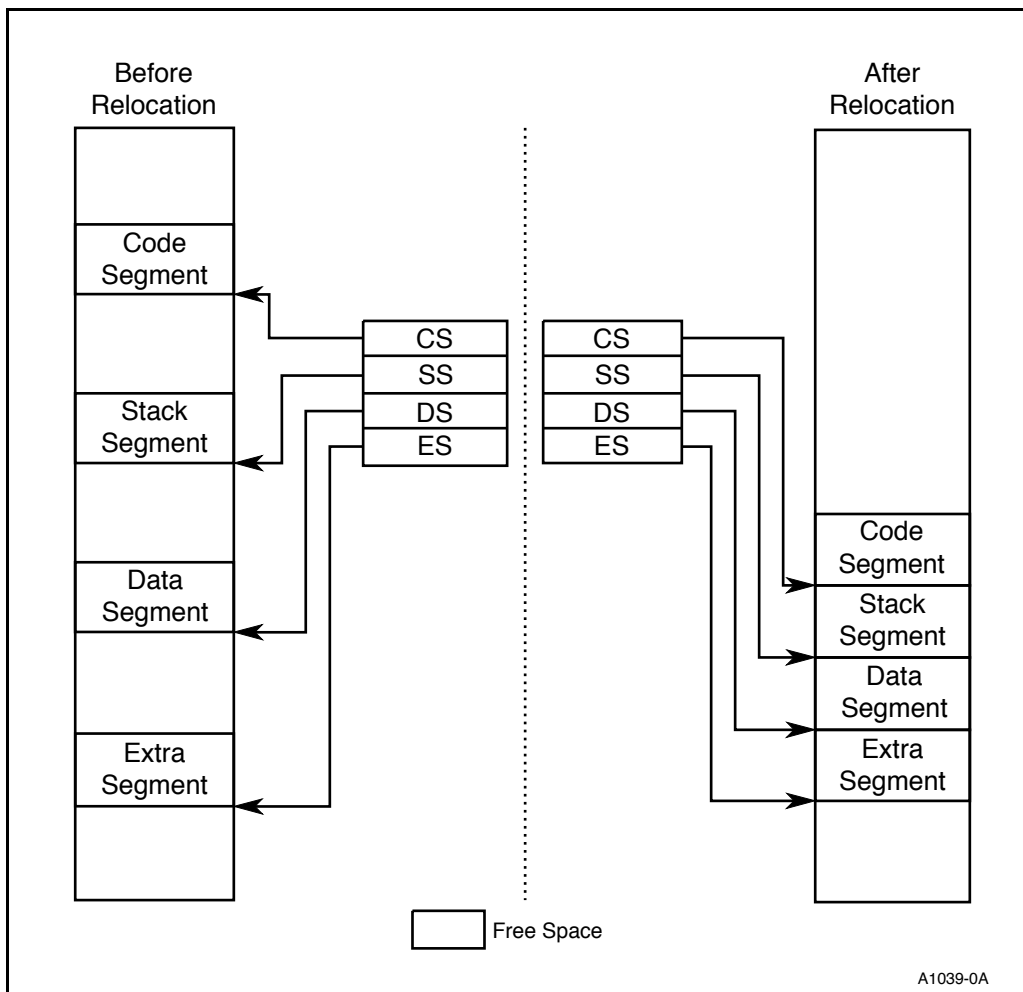 Before
Relocation
After
Relocation
Code
Segment
Stack
Segment
Data
Segment
Extra
Segment
CS
SS
DS
ES
CS
SS
DS
ES
Code
Segment
Stack
Segment
Data
Segment
Extra
Segment
Free Space
A1039-0A